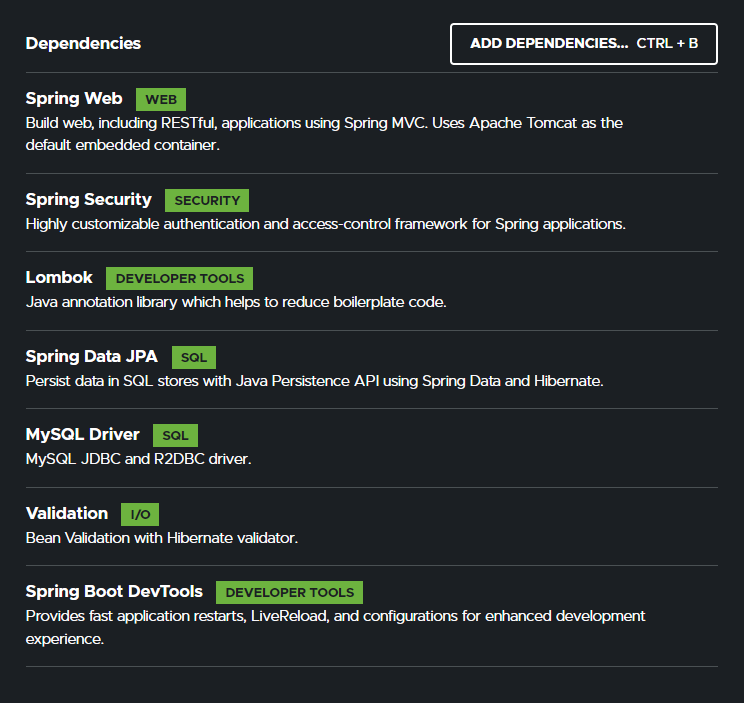 Dependencies
ADD DEPENDENCIES... CTRL + B
Spring Web WEB
Build web, including RESTful, applications using Spring MVC. Uses Apache Tomcat as the
default embedded container.
Spring Security SECURITY
Highly customizable authentication and access-control framework for Spring applications.
Lombok DEVELOPER TOOLS
Java annotation library which helps to reduce boilerplate code.
Spring Data JPA SQL
Persist data in SQL stores with Java Persistence API using Spring Data and Hibernate.
MySQL Driver SQL
MySQL JDBC and R2DBC driver.
Validation I/O
Bean Validation with Hibernate validator.
Spring Boot DevTools DEVELOPER TOOLS
Provides fast application restarts, LiveReload, and configurations for enhanced development
experience.